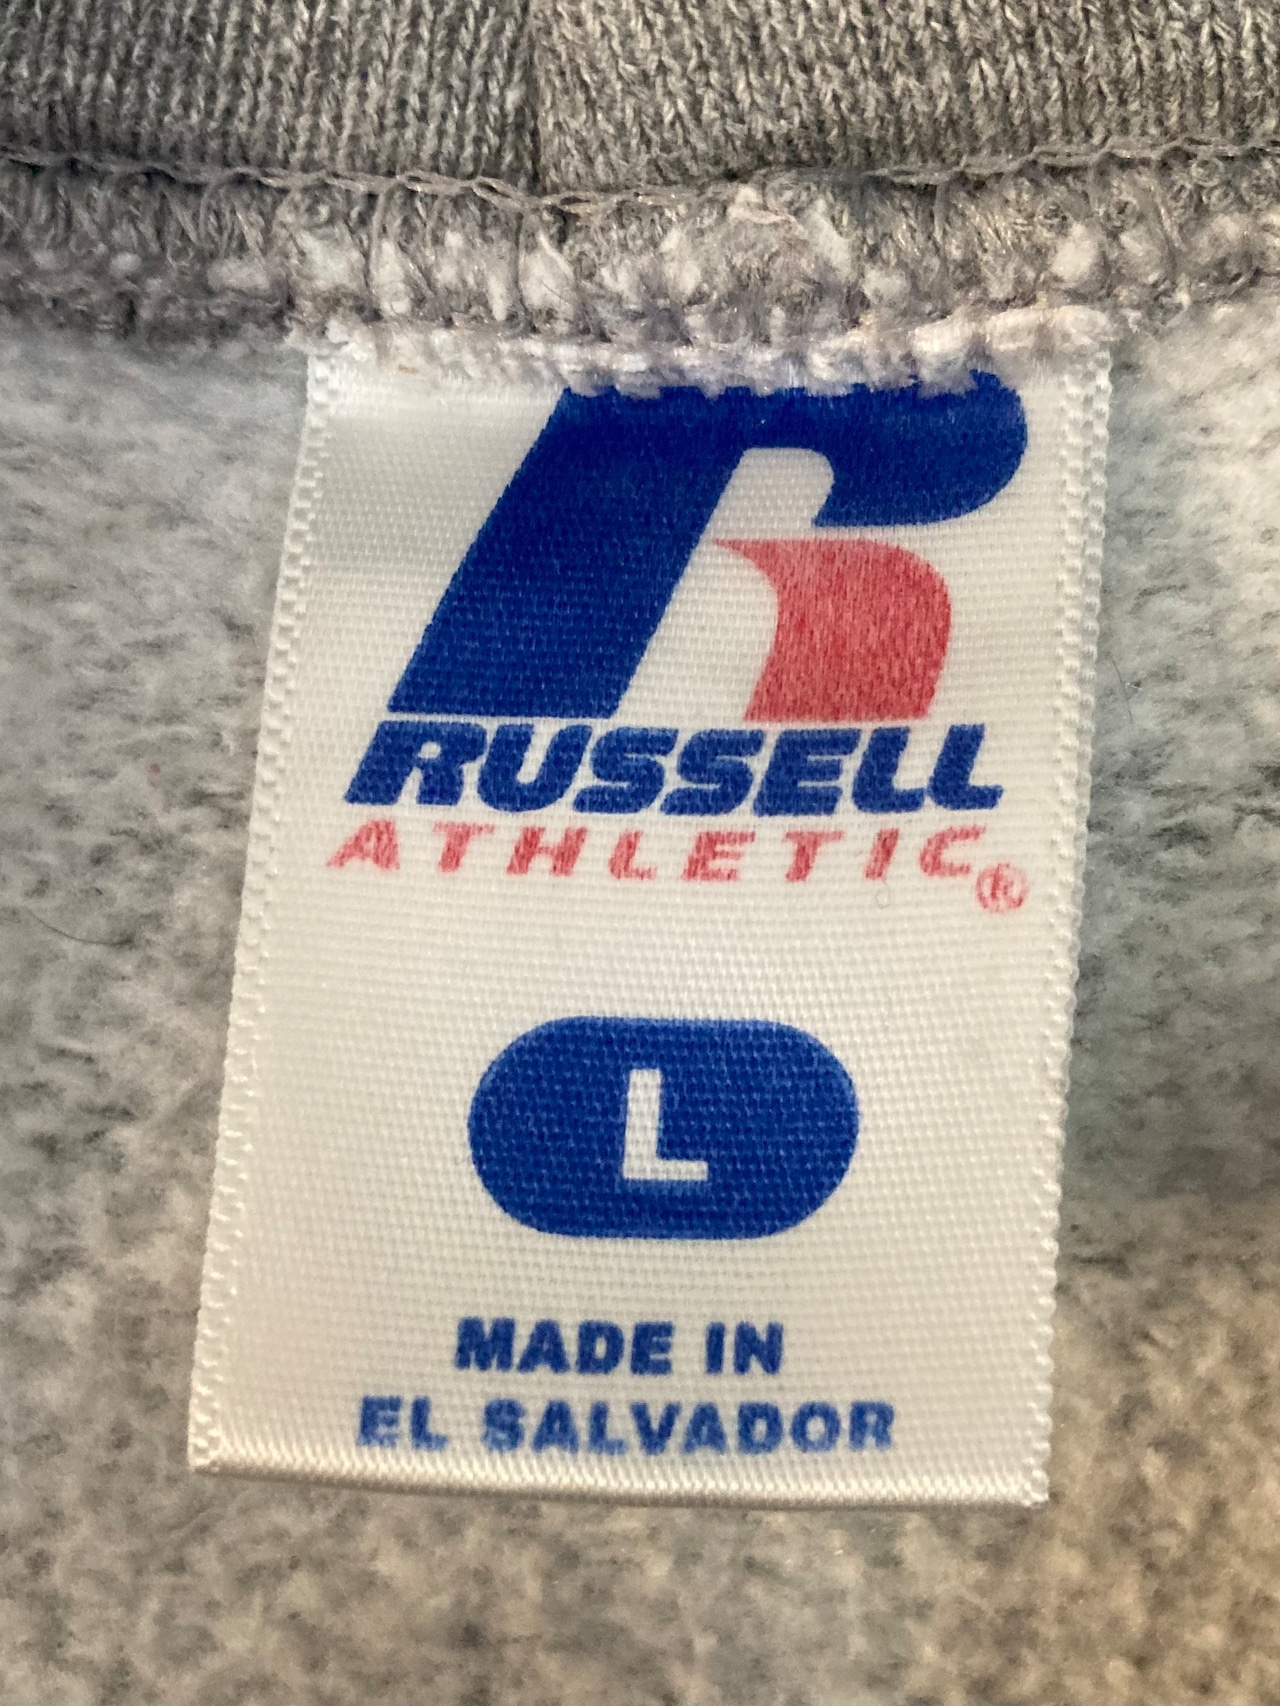 R
RUSSELL
ATHLETIC®
L
MADE IN
EL SALVADOR